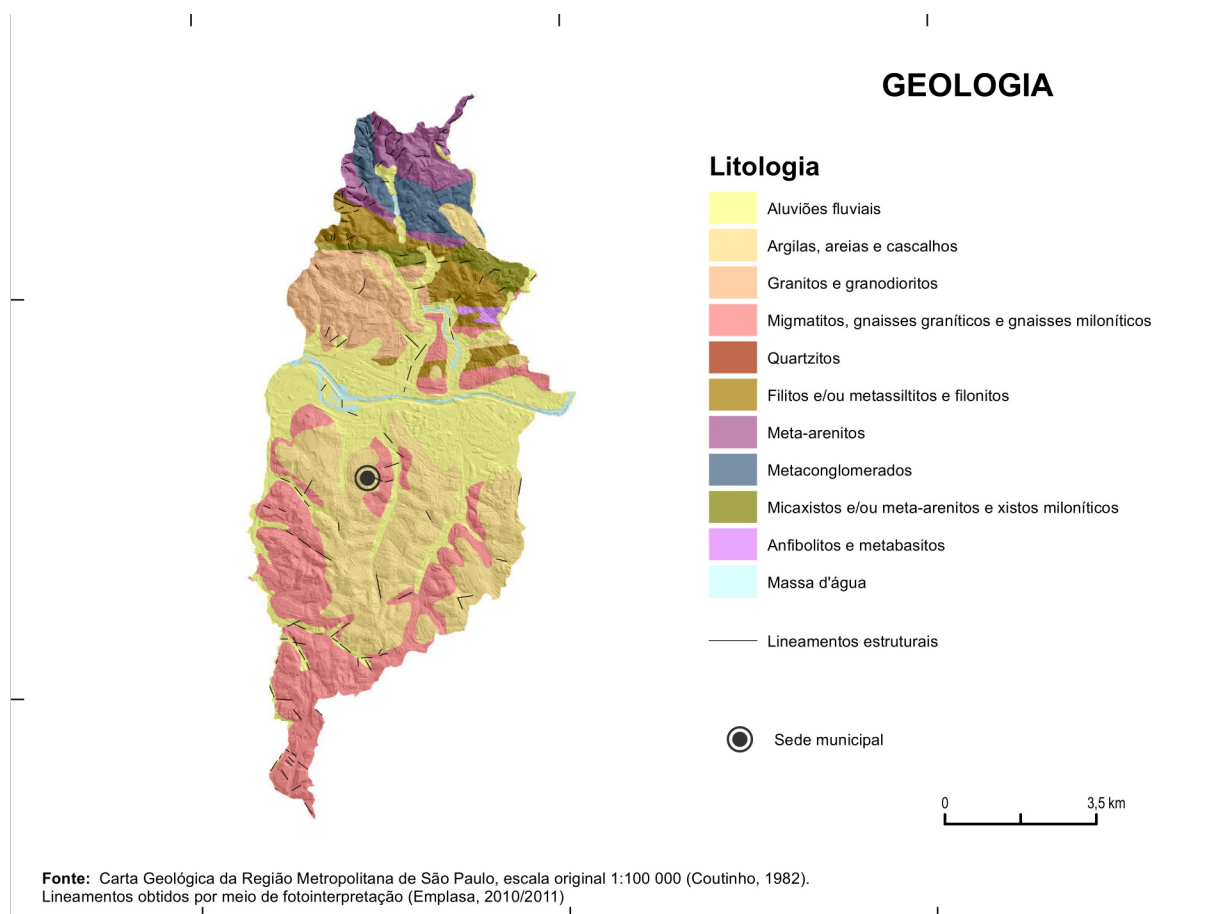 GEOLOGIA
Litologia
Aluviões fluviais
Argilas, areias e cascalhos
Granitos e granodioritos
Migmatitos, gnaisses graníticos e gnaisses miloníticos
Quartzitos
Filitos e/ou metassiltitos e filonitos
Meta-arenitos
Metaconglomerados
Micaxistos e/ou meta-arenitos e xistos miloníticos
Anfibolitos e metabasitos
Massa d'água
Lineamentos estruturais
Sede municipal
0 3,5 km
Fonte: Carta Geológica da Região Metropolitana de São Paulo, escala original 1:100 000 (Coutinho, 1982).
Lineamentos obtidos por meio de fotointerpretação (Emplasa, 2010/2011)